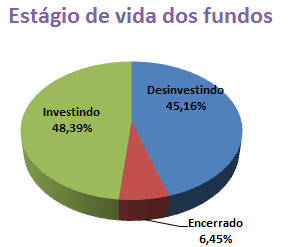 Estágio de vida dos fundos
Desinvestindo
45,16%
Investindo
48,39%
Encerrado
6,45%